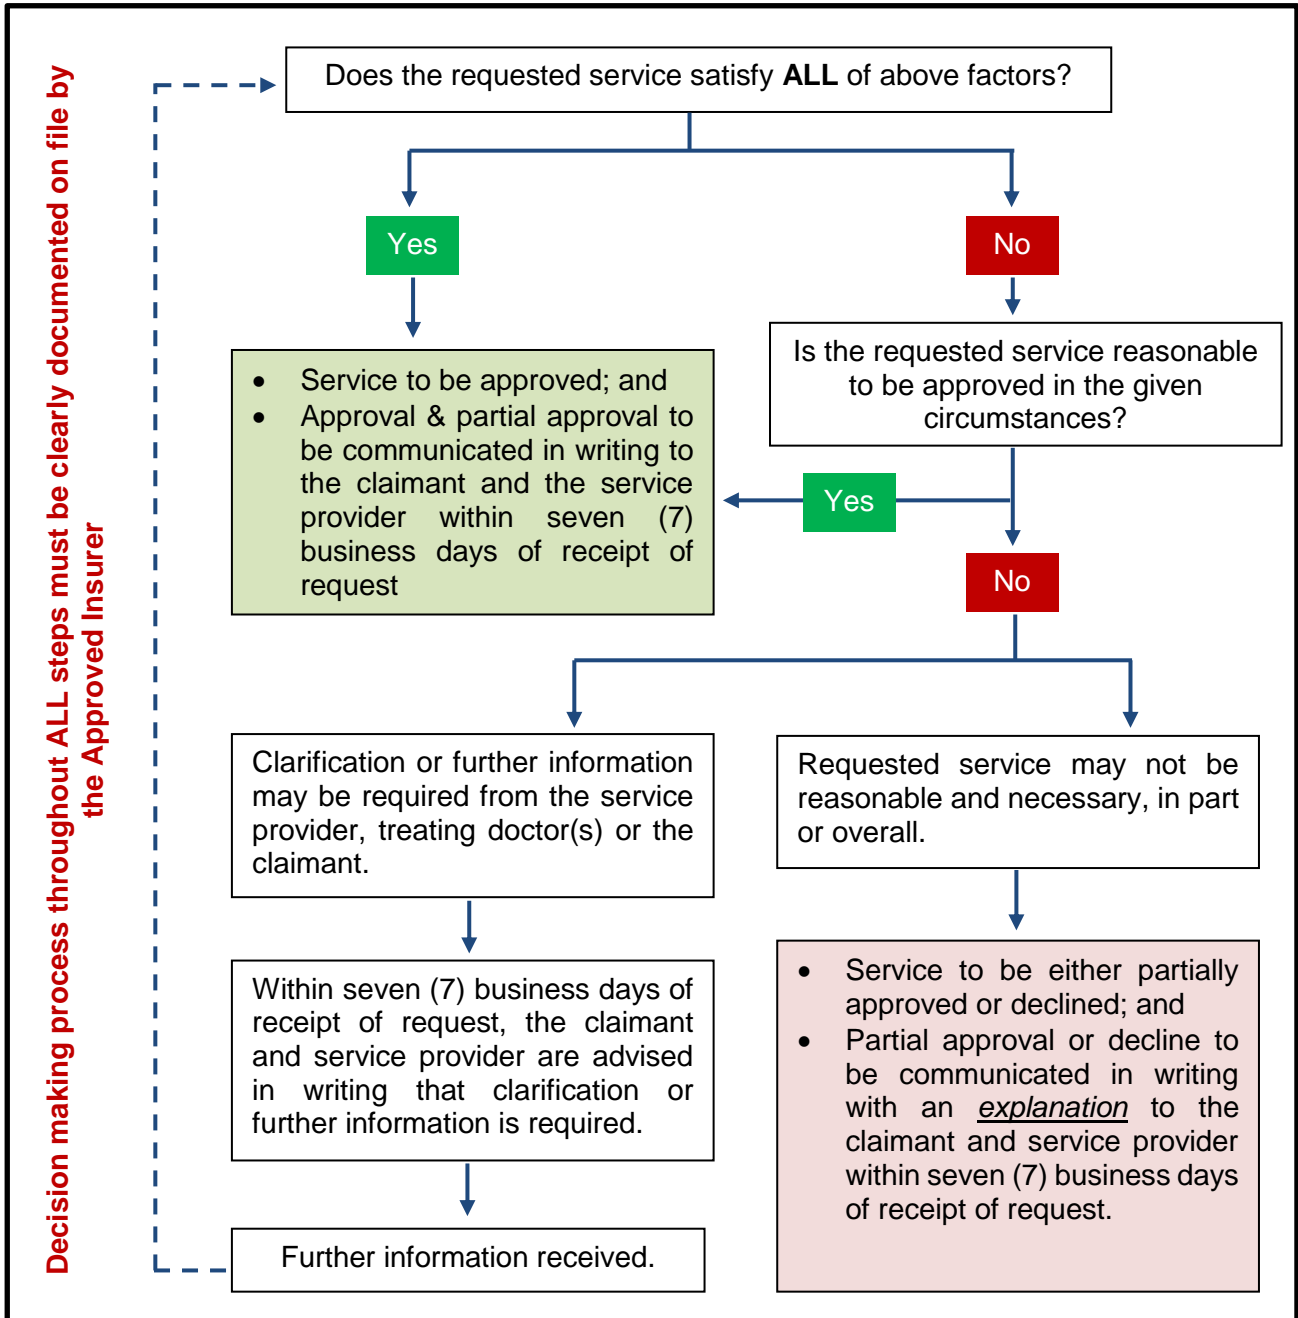 Decision making process throughout ALL steps must be clearly documented on file by
the Approved Insurer
Does the requested service satisfy ALL of above factors?
Yes
No
• Service to be approved; and
• Approval & partial approval to
be communicated in writing to
the claimant and the service
provider within seven (7)
business days of receipt of
request
Is the requested service reasonable
to be approved in the given
circumstances?
Yes
No
Clarification or further information
may be required from the service
provider, treating doctor(s) or the
claimant.
Requested service may not be
reasonable and necessary, in part
or overall.
Within seven (7) business days of
receipt of request, the claimant
and service provider are advised
in writing that clarification or
further information is required.
• Service to be either partially
approved or declined; and
• Partial approval or decline to
be communicated in writing
with an explanation to the
claimant and service provider
within seven (7) business days
of receipt of request.
Further information received.